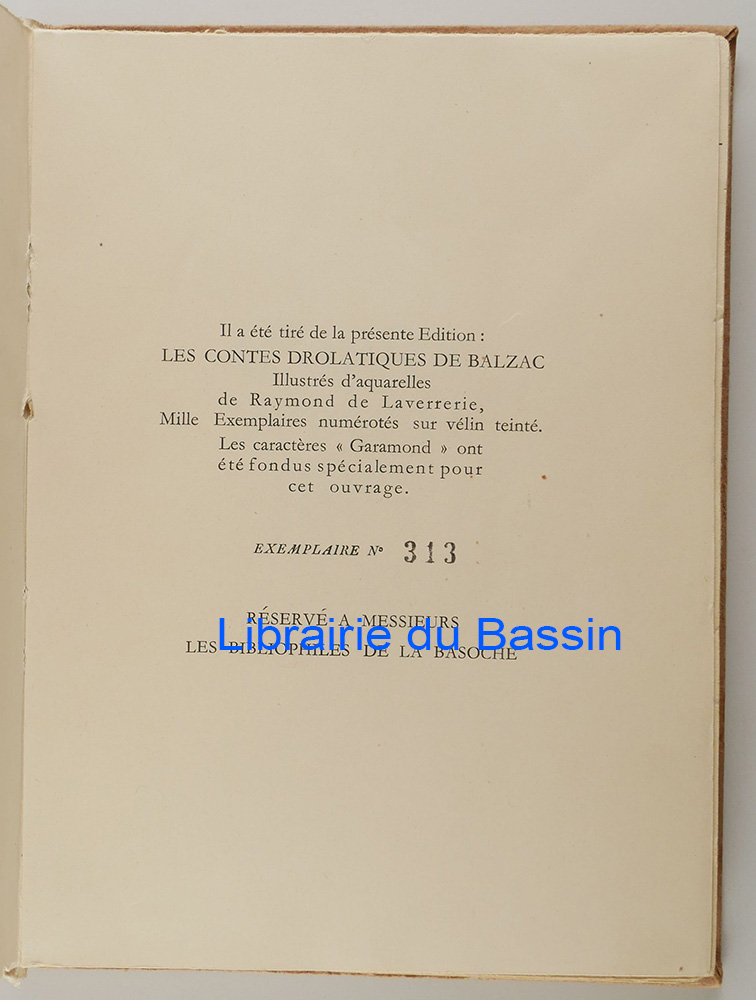 Il a été tiré de la présente Edition :
LES CONTES DROLATIQUES DE BALZAC
Illustrés d'aquarelles
de Raymond de Laverrerie,
Mille Exemplaires numérotés sur vélin teinté.
Les caractères « Garamond » ont
été fondus spécialement pour
cet ouvrage.
EXEMPLAIRE Nº 313
RÉSERVÉ A MESSIEURS
Librairie du Bassin
LES BIBLIOPHILES DE LA BASOCHE